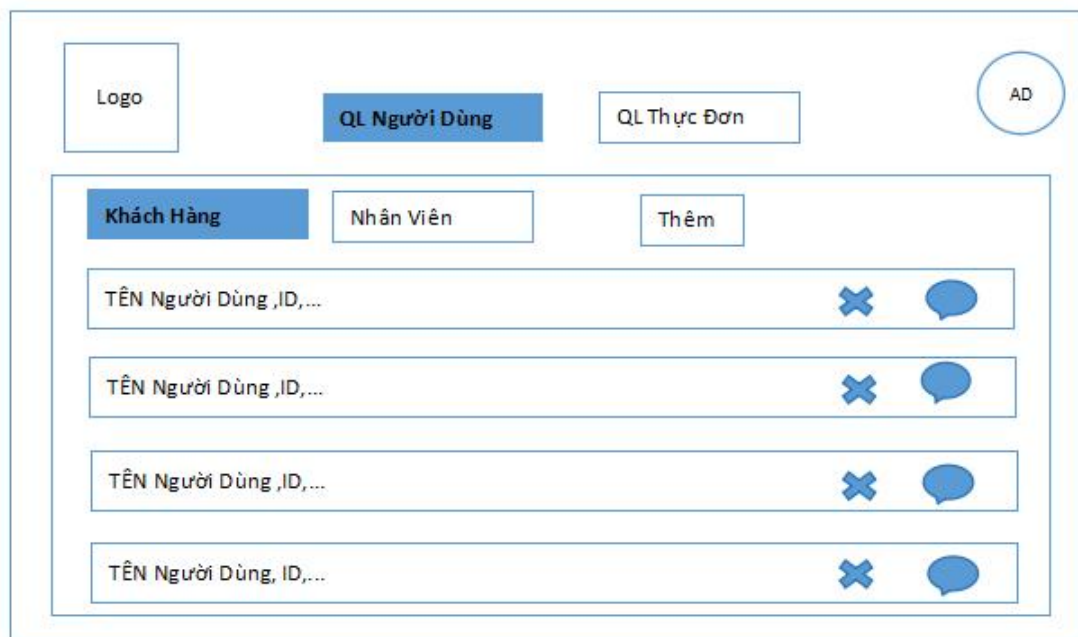 Logo
QL Người Dùng
QL Thực Đơn
AD
Khách Hàng
Nhân Viên
Thêm
TÊN Người Dùng ,ID,...
TÊN Người Dùng ,ID,...
TÊN Người Dùng ,ID,...
TÊN Người Dùng, ID,...